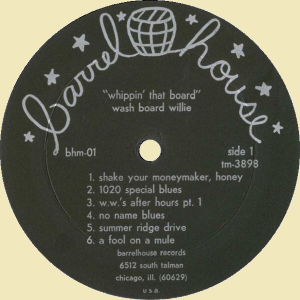 barrel house
"whippin' that board"
wash board willie
bhm-01
side 1
tm-3898
1. shake your moneymaker, honey
2. 1020 special blues
3. w.w.'s after hours pt. 1
4. no name blues
5. summer ridge drive
6. a fool on a mule
barrelhouse records
6512 south talman
chicago, ill. (60629)
usa